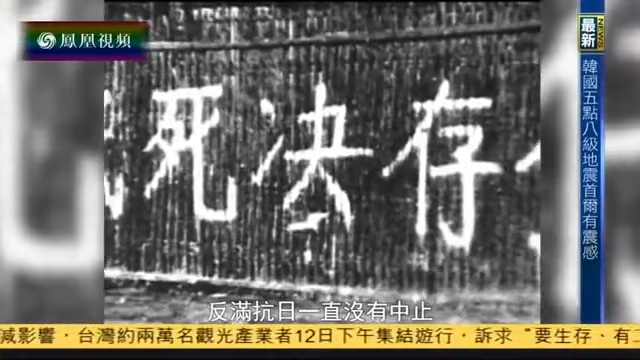 鳳凰視頻
最新
NEWS
韓國五點八級地震首爾有震感
死決存
反滿抗日一直沒有中止
減影響，台灣約兩萬名觀光產業者12日下午集結遊行，訴求“要生存、有工